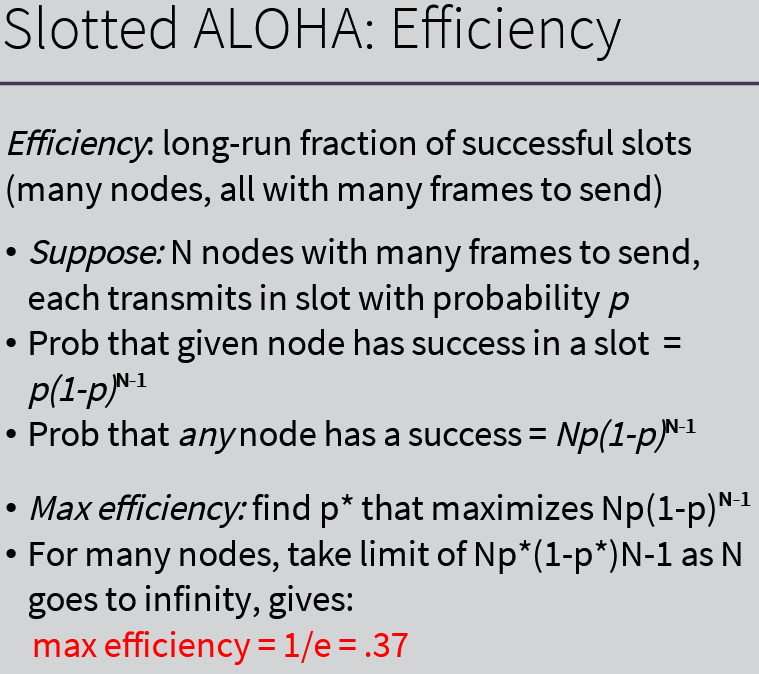 Slotted ALOHA: Efficiency
Efficiency: long-run fraction of successful slots
(many nodes, all with many frames to send)
• Suppose: N nodes with many frames to send,
each transmits in slot with probability p
• Prob that given node has success in a slot =
p(1-p)^N-1
• Prob that any node has a success = Np(1-p)^N-1
• Max efficiency: find p* that maximizes Np(1-p)^N-1
• For many nodes, take limit of Np*(1-p*)N-1 as N
goes to infinity, gives:
max efficiency = 1/e = .37